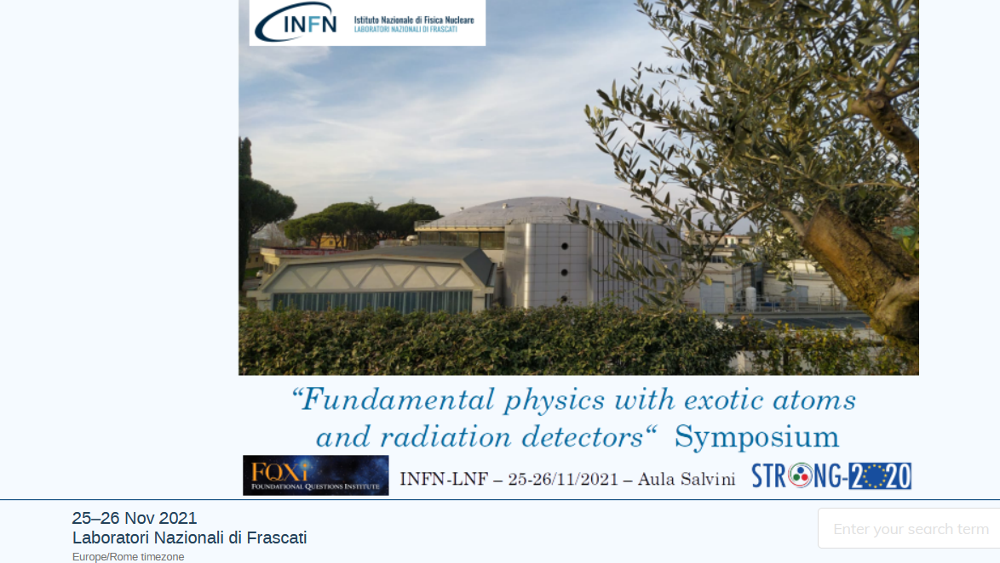 INFN Istituto Nazionale di Fisica Nucleare
LABORATORI NAZIONALI DI FRASCATI
“Fundamental physics with exotic atoms
and radiation detectors“ Symposium
FQXi
FOUNDATIONAL QUESTIONS INSTITUTE
INFN-LNF – 25-26/11/2021 – Aula Salvini
STRONG-2020
25–26 Nov 2021
Laboratori Nazionali di Frascati
Europe/Rome timezone
Enter your search term